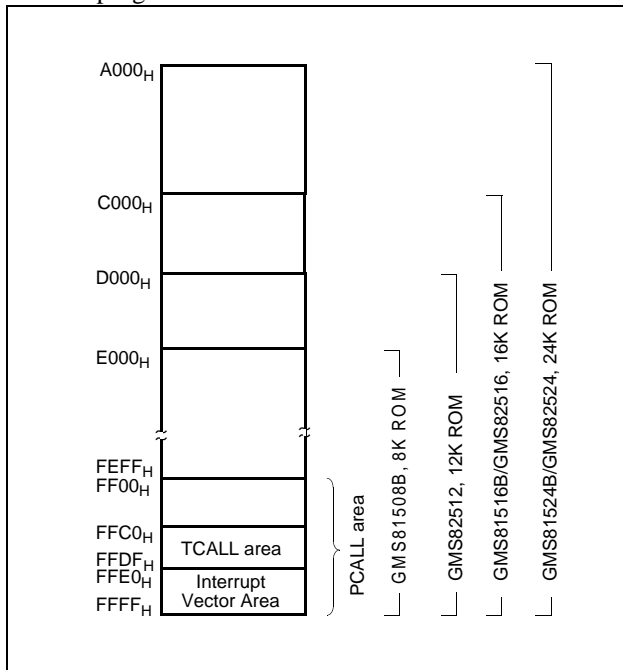 A000H
C000H
D000H
E000H
FEFFH
FF00H
FFC0H
FFDFH
FFE0H
FFFFH
TCALL area
Interrupt
Vector Area
PCALL area
GMS81508B, 8K ROM
GMS82512, 12K ROM
GMS81516B/GMS82516, 16K ROM
GMS81524B/GMS82524, 24K ROM